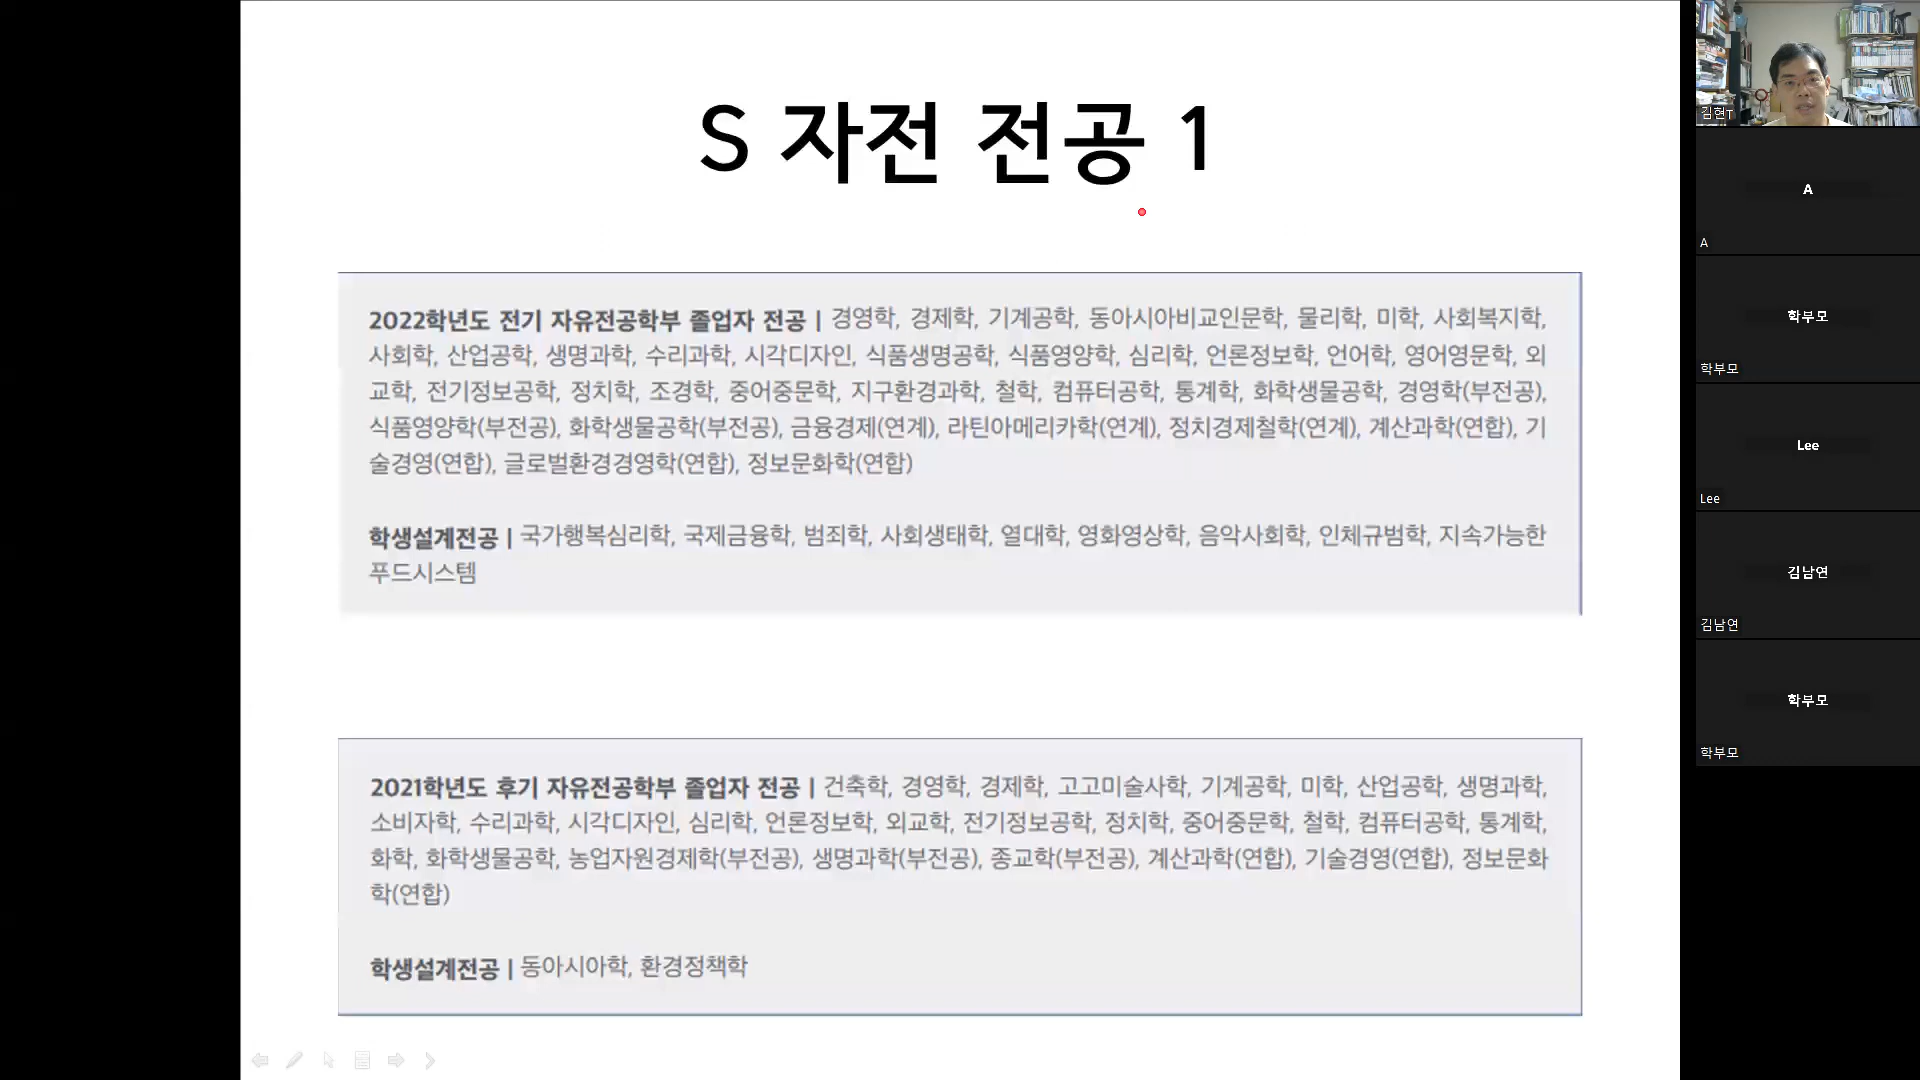 S 자전 전공 1
2022학년도 전기 자유전공학부 졸업자 전공 | 경영학, 경제학, 기계공학, 동아시아비교인문학, 물리학, 미학, 사회복지학,
사회학, 산업공학, 생명과학, 수리과학, 시각디자인, 식품생명공학, 식품영양학, 심리학, 언론정보학, 언어학, 영어영문학, 외
교학, 전기정보공학, 정치학, 조경학, 중어중문학, 지구환경과학, 철학, 컴퓨터공학, 통계학, 화학생물공학, 경영학(부전공),
식품영양학(부전공), 화학생물공학(부전공), 금융경제(연계), 라틴아메리카학(연계), 정치경제철학(연계), 계산과학(연합), 기
술경영(연합), 글로벌환경경영학(연합), 정보문화학(연합)
학생설계전공 | 국가행복심리학, 국제금융학, 범죄학, 사회생태학, 열대학, 영화영상학, 음악사회학, 인체규범학, 지속가능한
푸드시스템
2021학년도 후기 자유전공학부 졸업자 전공 | 건축학, 경영학, 경제학, 고고미술사학, 기계공학, 미학, 산업공학, 생명과학,
소비자학, 수리과학, 시각디자인, 심리학, 언론정보학, 외교학, 전기정보공학, 정치학, 중어중문학, 철학, 컴퓨터공학, 통계학,
화학, 화학생물공학, 농업자원경제학(부전공), 생명과학(부전공), 종교학(부전공), 계산과학(연합), 기술경영(연합), 정보문화
학(연합)
학생설계전공 | 동아시아학, 환경정책학
김현T
A
A
학부모
학부모
Lee
Lee
김남연
김남연
학부모
학부모